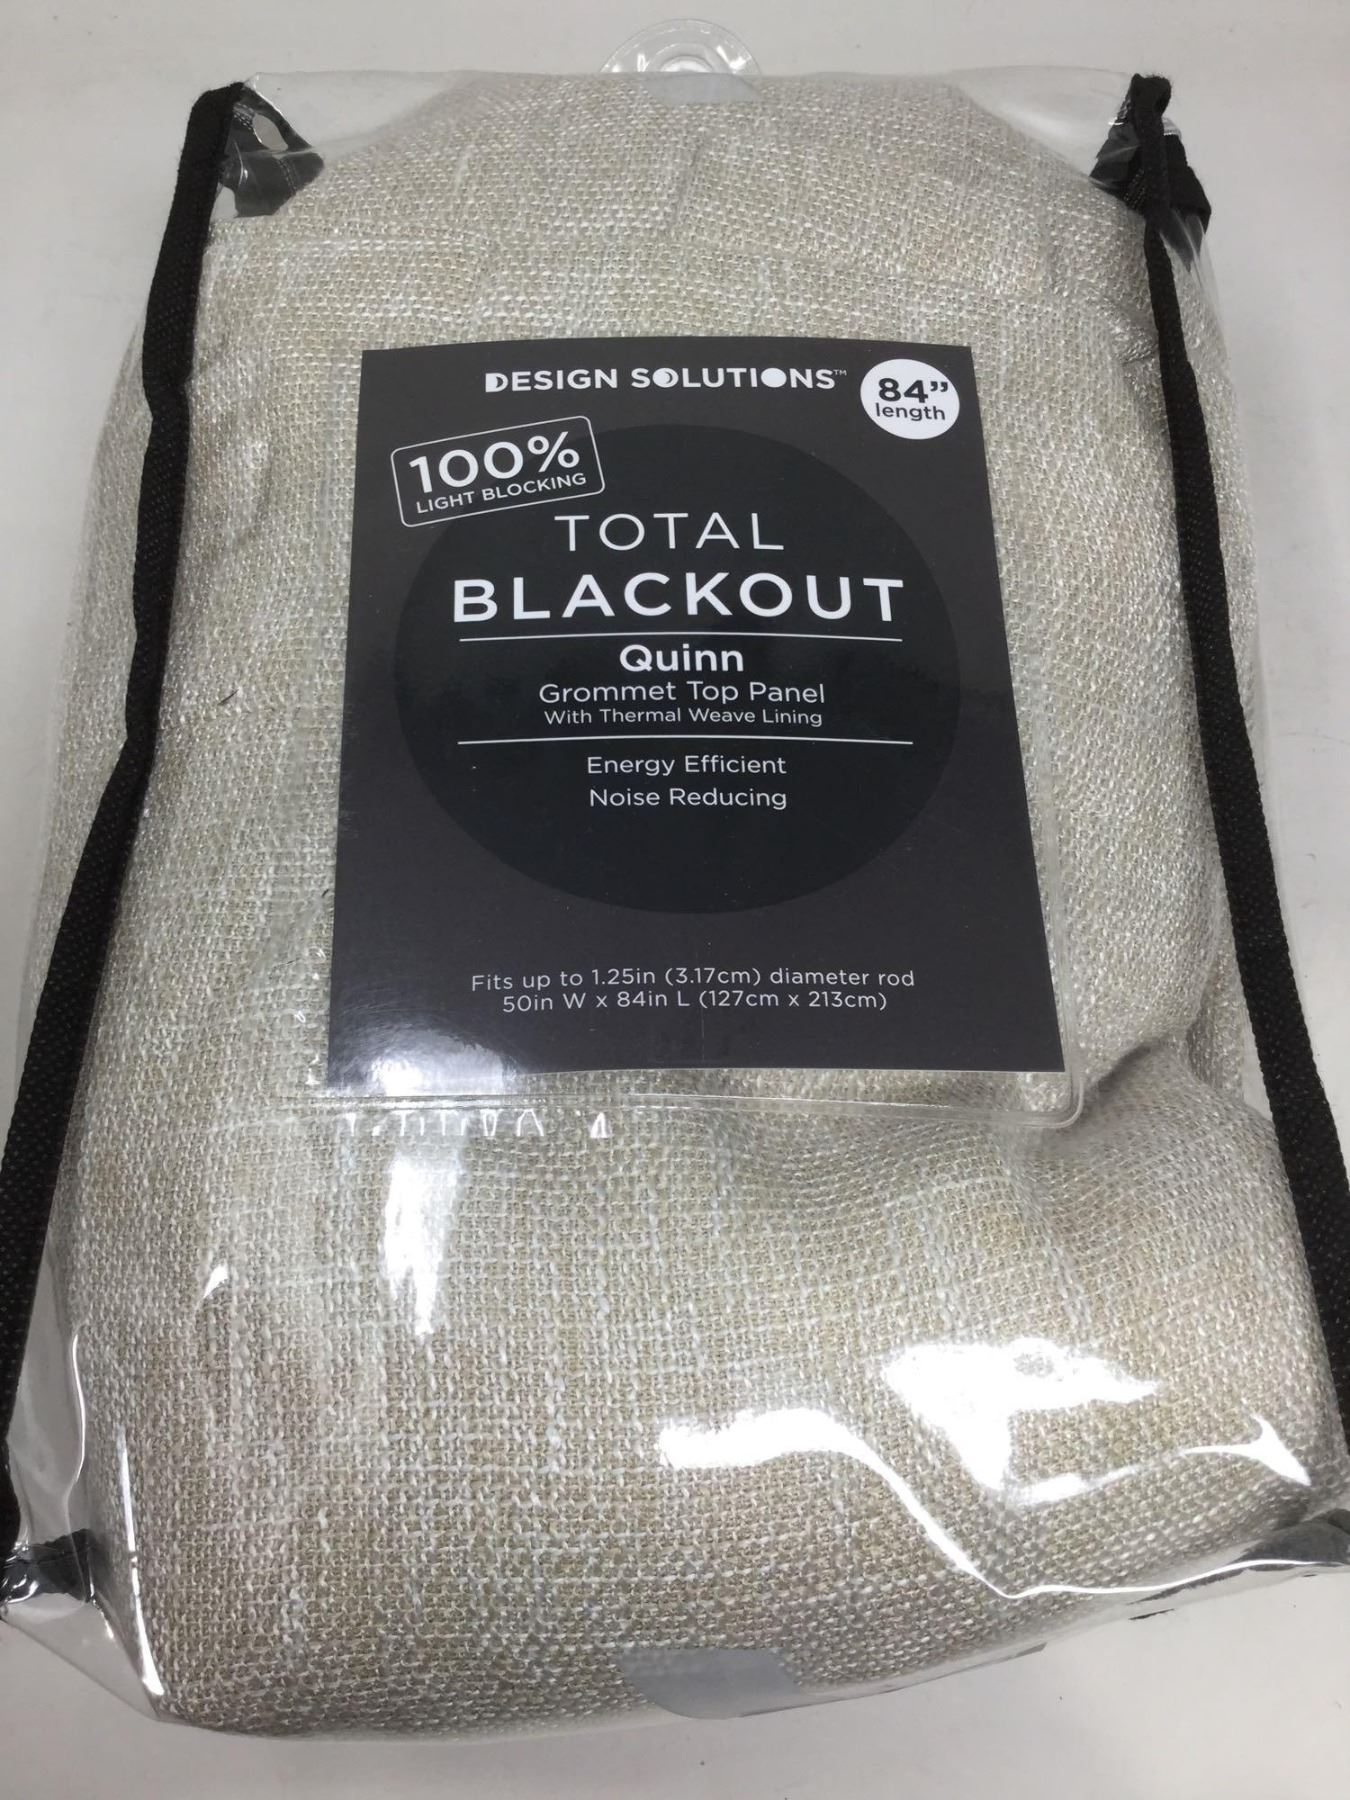 DESIGN SOLUTIONS™
84”
length
100%
LIGHT BLOCKING
TOTAL
BLACKOUT
Quinn
Grommet Top Panel
With Thermal Weave Lining
Energy Efficient
Noise Reducing
Fits up to 1.25in (3.17cm) diameter rod
50in W x 84in L (127cm x 213cm)